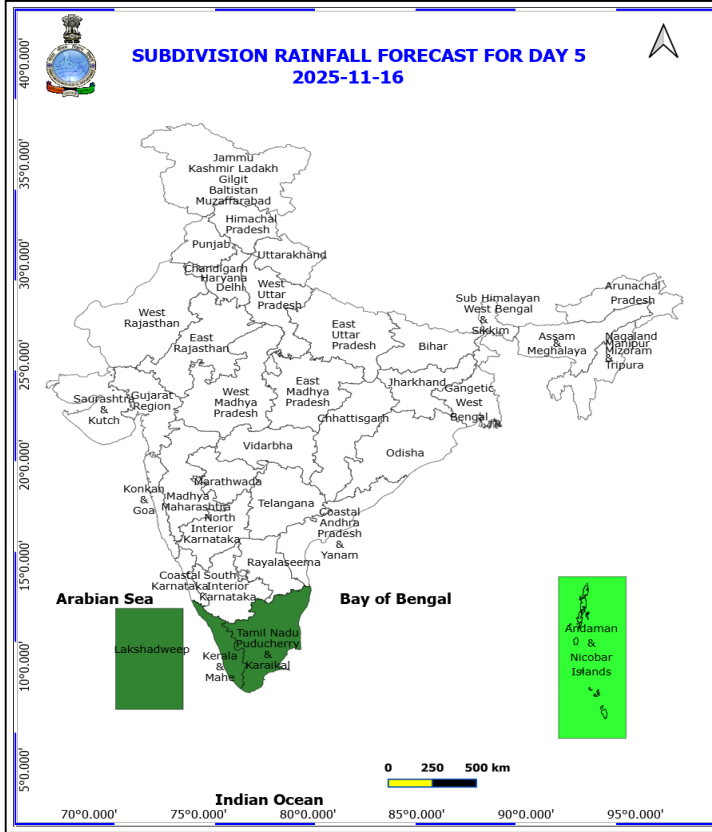 SUBDIVISION RAINFALL FORECAST FOR DAY 5
2025-11-16
40°0.000'
35°0.000'
30°0.000'
25°0.000'
20°0.000'
15°0.000'
10°0.000'
5°0.000'
Jammu
Kashmir Ladakh
Gilgit
Baltistan
Muzaffarabad
Himachal
Pradesh
Punjab
Uttarakhand
Chandigarh
Haryana
Delhi
West
Uttar
Pradesh
West
Rajasthan
East
Rajasthan
East
Uttar
Pradesh
Bihar
Sub Himalayan
West Bengal
&
Sikkim
Arunachal
Pradesh
Assam
&
Meghalaya
Nagaland
Manipur
Mizoram
&
Tripura
Saurashtra
&
Kutch
Gujarat
Region
West
Madhya
Pradesh
East
Madhya
Pradesh
Jharkhand
Gangetic
West
Bengal
Chhattisgarh
Vidarbha
Odisha
Konkan
&
Goa
Madhya
Maharashtra
Marathwada
Telangana
North
Interior
Karnataka
Coastal
Andhra
Pradesh
&
Yanam
Rayalaseema
Coastal
Karnataka
South
Interior
Karnataka
Arabian Sea
Bay of Bengal
Lakshadweep
Kerala
&
Mahe
Tamil Nadu
Puducherry
&
Karaikal
Andaman
&
Nicobar
Islands
0 250 500 km
Indian Ocean
70°0.000' 75°0.000' 80°0.000' 85°0.000' 90°0.000' 95°0.000'